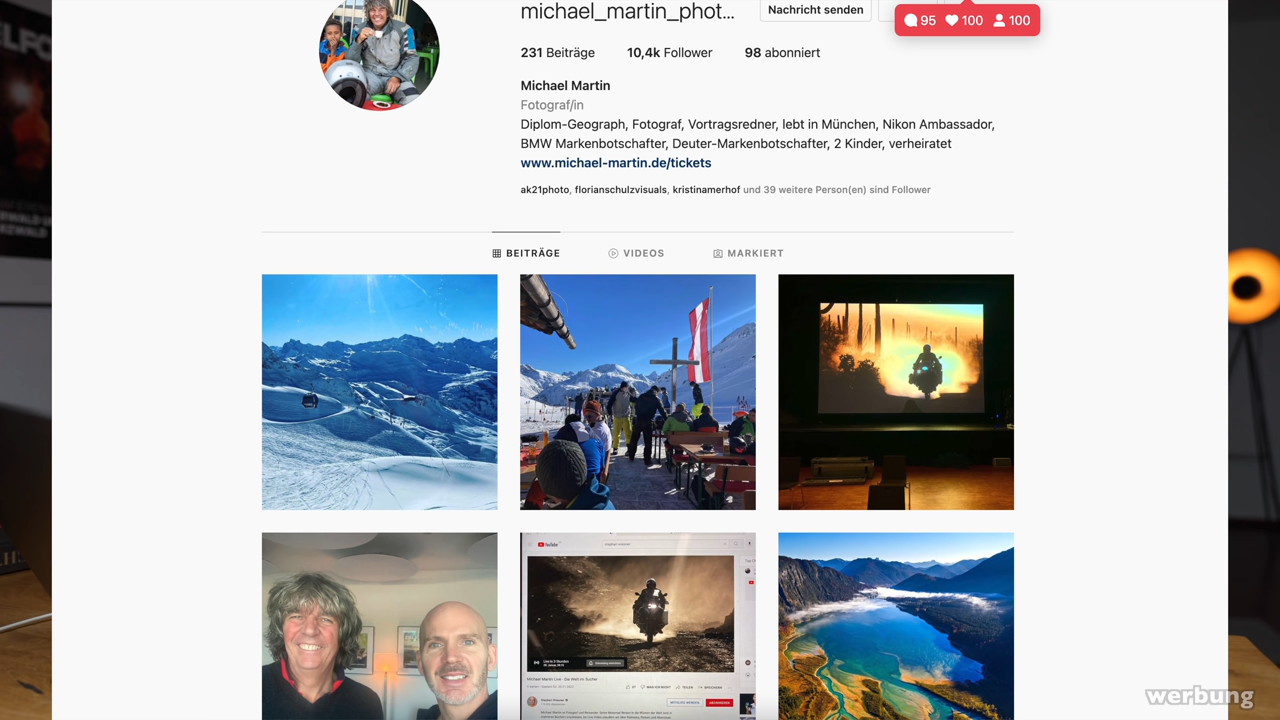 michael_martin_phot...
Nachricht senden
95 100 100
231 Beiträge 10,4k Follower 98 abonniert
Michael Martin
Fotograf/in
Diplom-Geograph, Fotograf, Vortragsredner, lebt in München, Nikon Ambassador,
BMW Markenbotschafter, Deuter-Markenbotschafter, 2 Kinder, verheiratet
www.michael-martin.de/tickets
ak21photo, florianschulzvisuals, kristinamerhof und 39 weitere Person(en) sind Follower
BEITRÄGE VIDEOS MARKIERT
YouTube
Michael Martin Live - Die Welt im Sucher
werbung